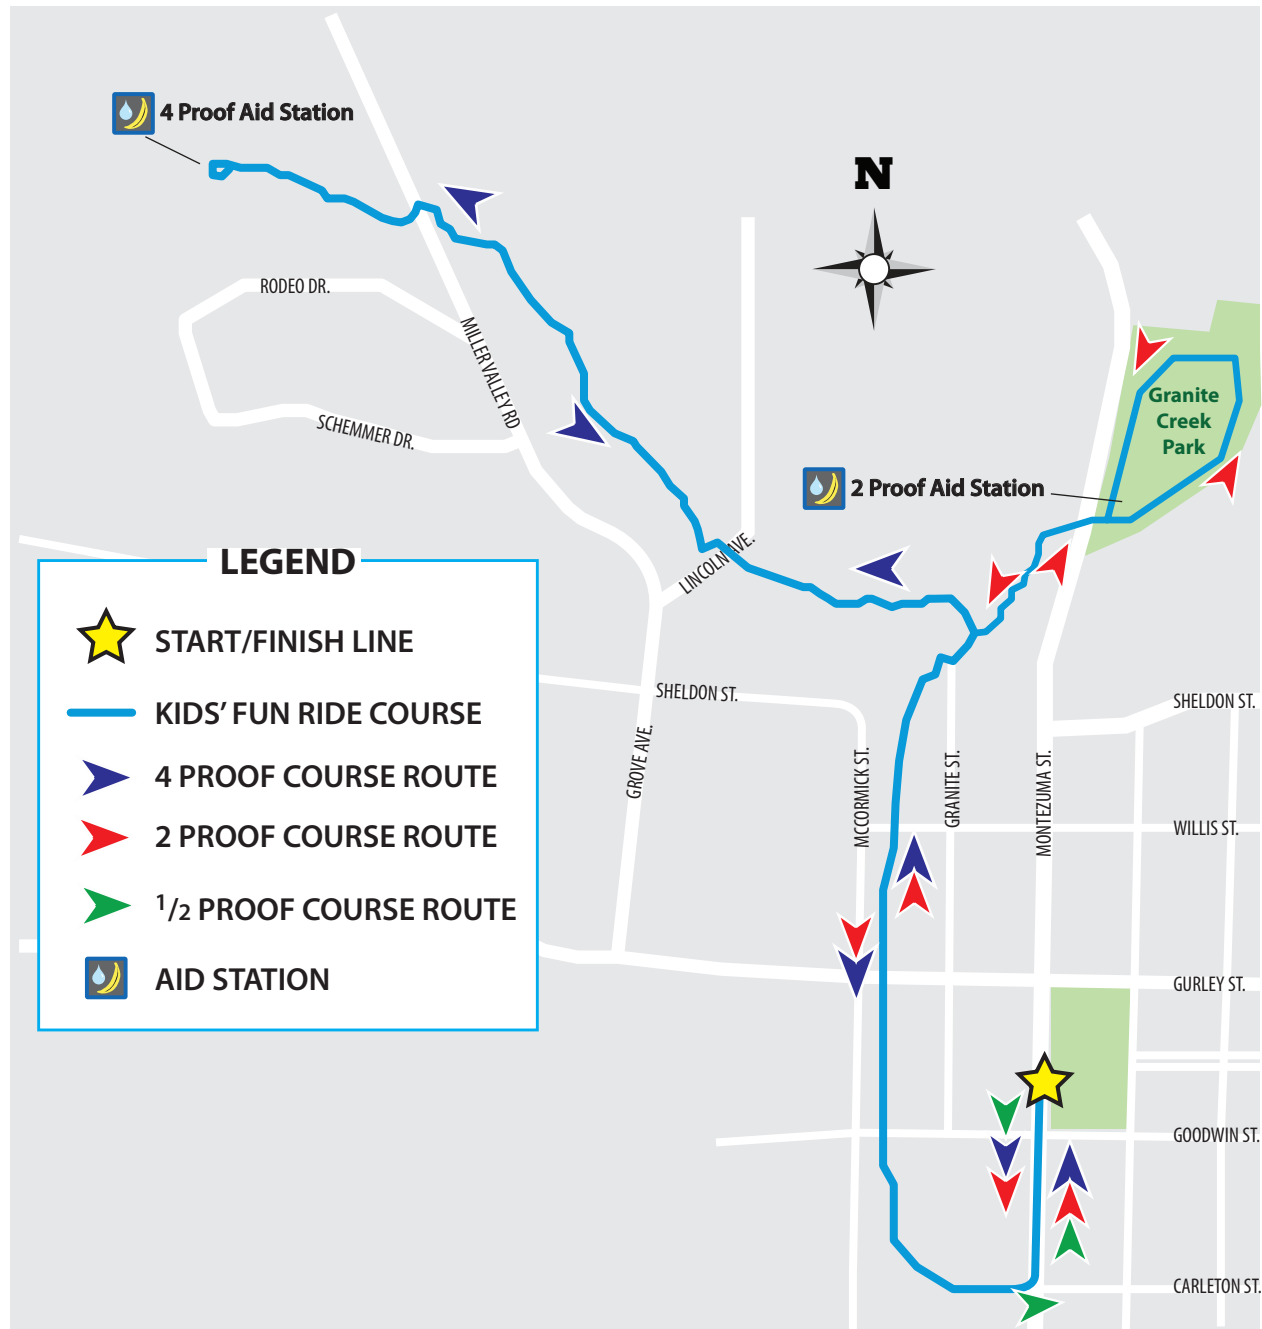 4 Proof Aid Station
N
RODEO DR.
MILLER VALLEY RD
SCHEMMER DR.
Granite
Creek
Park
2 Proof Aid Station
LINCOLN AVE.
LEGEND
START/FINISH LINE
KIDS’ FUN RIDE COURSE
4 PROOF COURSE ROUTE
2 PROOF COURSE ROUTE
1/2 PROOF COURSE ROUTE
AID STATION
SHELDON ST.
SHELDON ST.
GROVE AVE.
MCCORMICK ST.
GRANITE ST.
MONTEZUMA ST.
WILLIS ST.
GURLEY ST.
GOODWIN ST.
CARLETON ST.